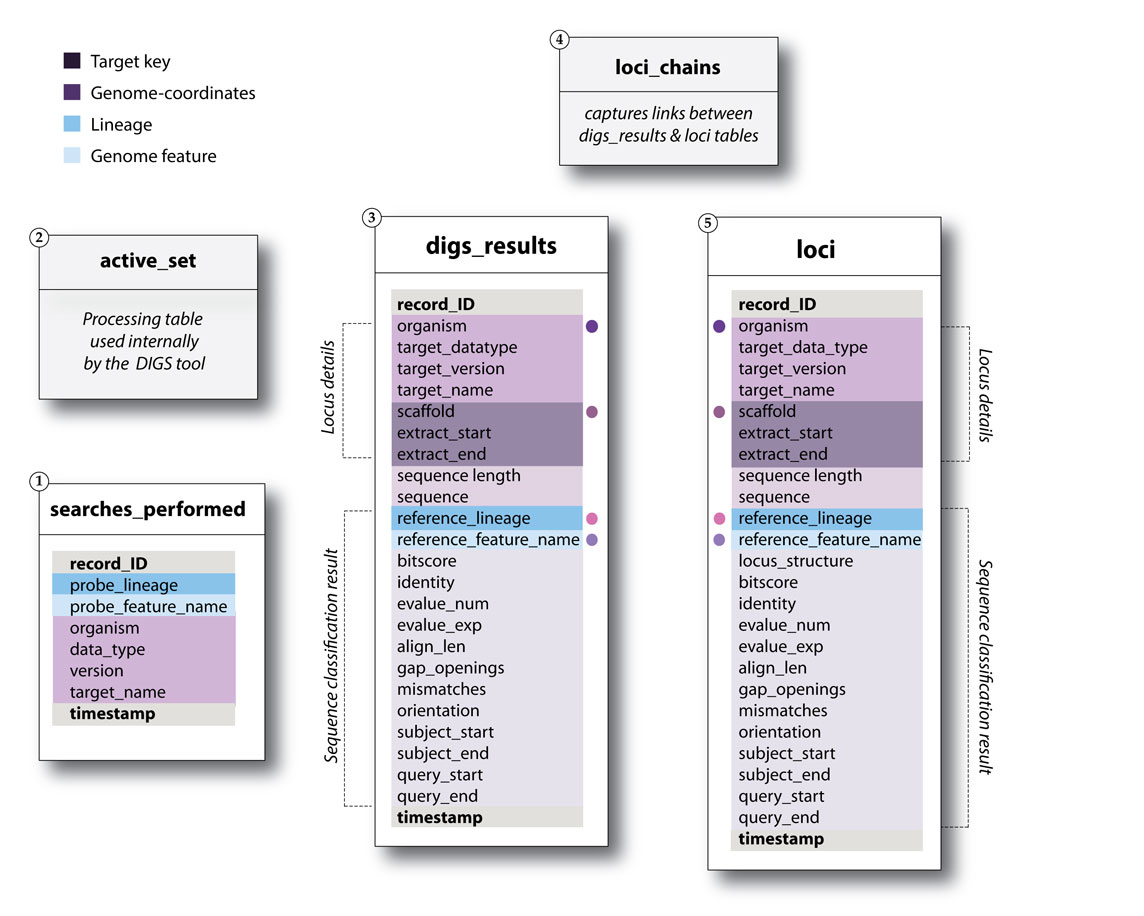 Target key
Genome-coordinates
Lineage
Genome feature
4
loci_chains
captures links between
digs_results & loci tables
2
active_set
Processing table
used internally
by the DIGS tool
1
searches_performed
record_ID
probe_lineage
probe_feature_name
organism
data_type
version
target_name
timestamp
3
digs_results
record_ID
organism
target_datatype
target_version
target_name
scaffold
extract_start
extract_end
sequence length
sequence
reference_lineage
reference_feature_name
bitscore
identity
evalue_num
evalue_exp
align_len
gap_openings
mismatches
orientation
subject_start
subject_end
query_start
query_end
timestamp
Locus details
Sequence classification result
5
loci
record_ID
organism
target_data_type
target_version
target_name
scaffold
extract_start
extract_end
sequence length
sequence
reference_lineage
reference_feature_name
locus_structure
bitscore
identity
evalue_num
evalue_exp
align_len
gap_openings
mismatches
orientation
subject_start
subject_end
query_start
query_end
timestamp
Locus details
Sequence classification result